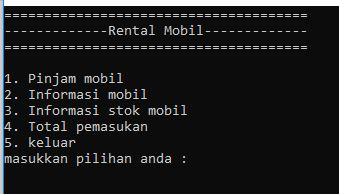 ======================================
-------------Rental Mobil-------------
======================================
1. Pinjam mobil
2. Informasi mobil
3. Informasi stok mobil
4. Total pemasukan
5. keluar
masukkan pilihan anda :